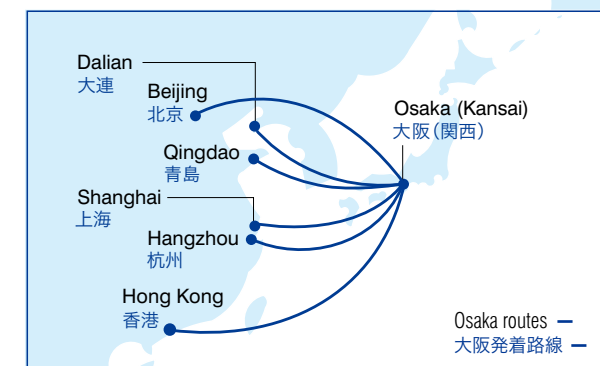 Dalian
大連
Beijing
北京
Osaka (Kansai)
大阪（関西）
Qingdao
青島
Shanghai
上海
Hangzhou
杭州
Hong Kong
香港
Osaka routes
大阪発着路線